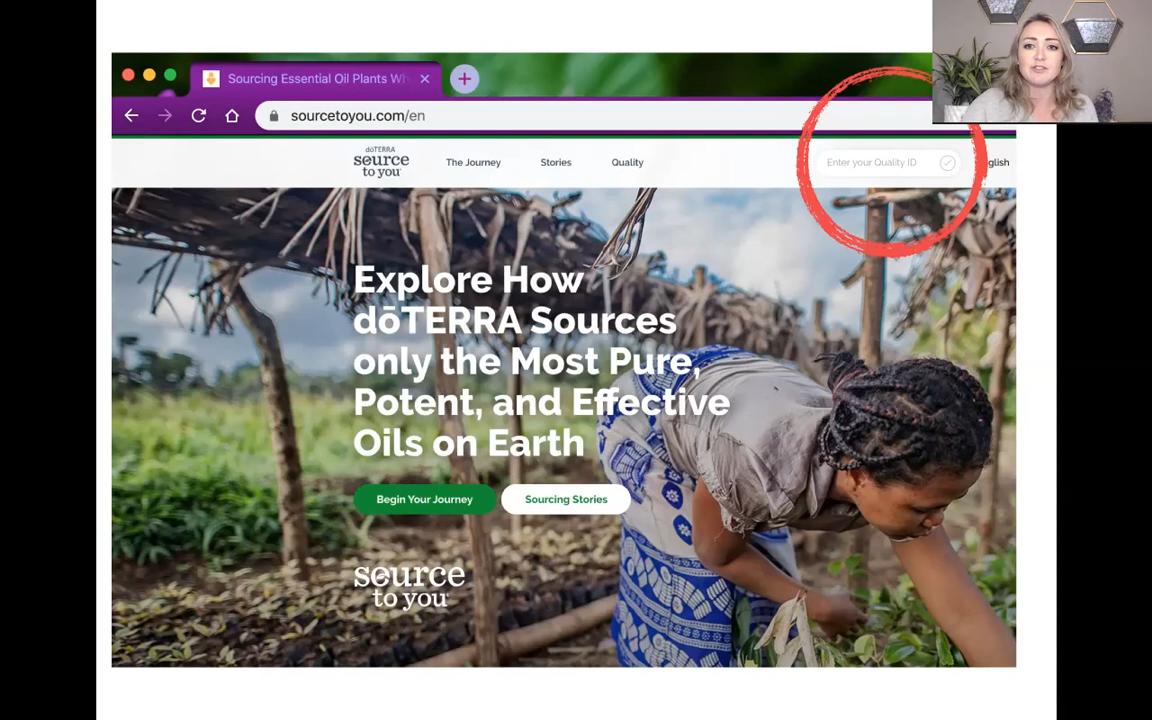 Sourcing Essential Oil Plants Wh
sourcetoyou.com/en
dōTERRA
source
to you
The Journey
Stories
Quality
Enter your Quality ID
glish
Explore How
dōTERRA Sources
only the Most Pure,
Potent, and Effective
Oils on Earth
Begin Your Journey
Sourcing Stories
source
to you